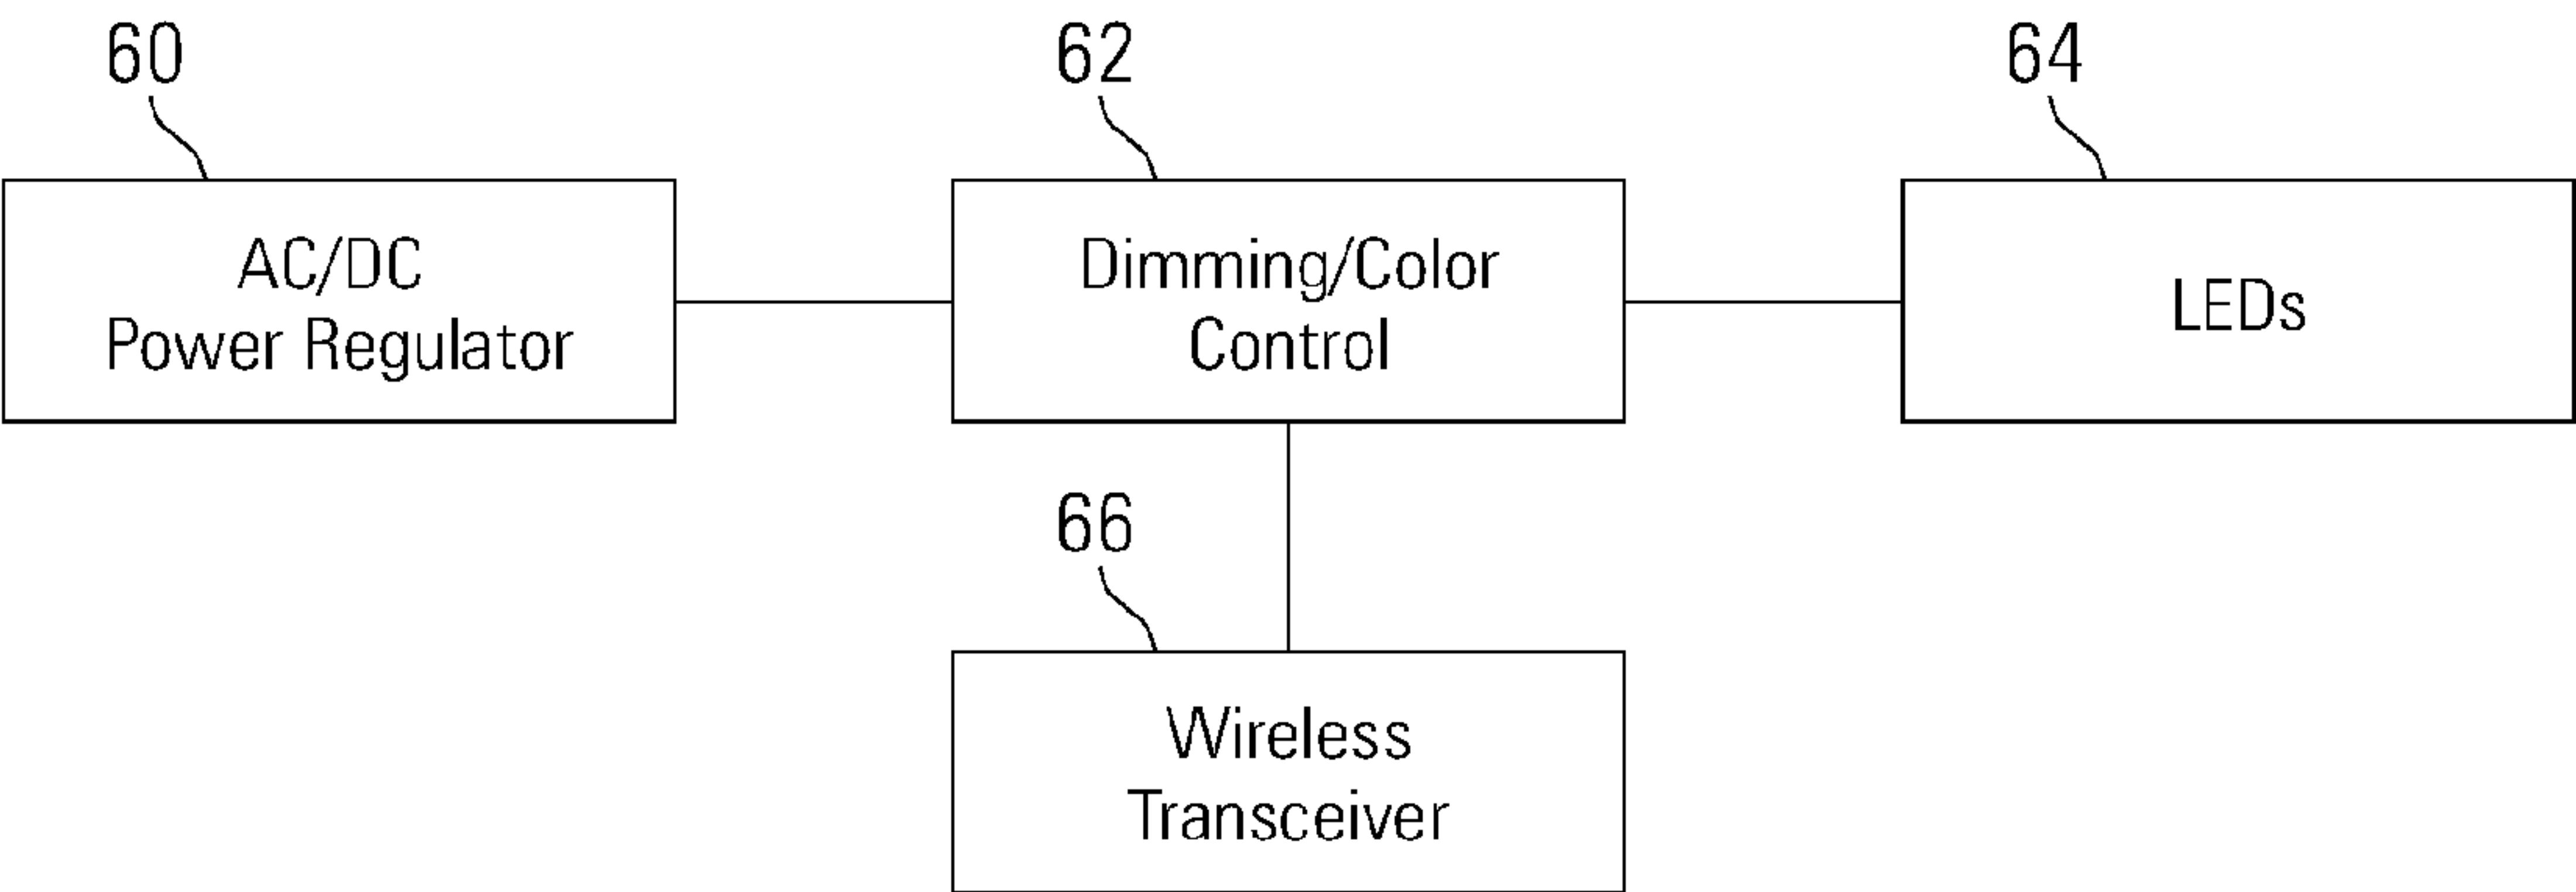 60
62
64
AC/DC
Power Regulator
Dimming/Color
Control
LEDs
66
Wireless
Transceiver